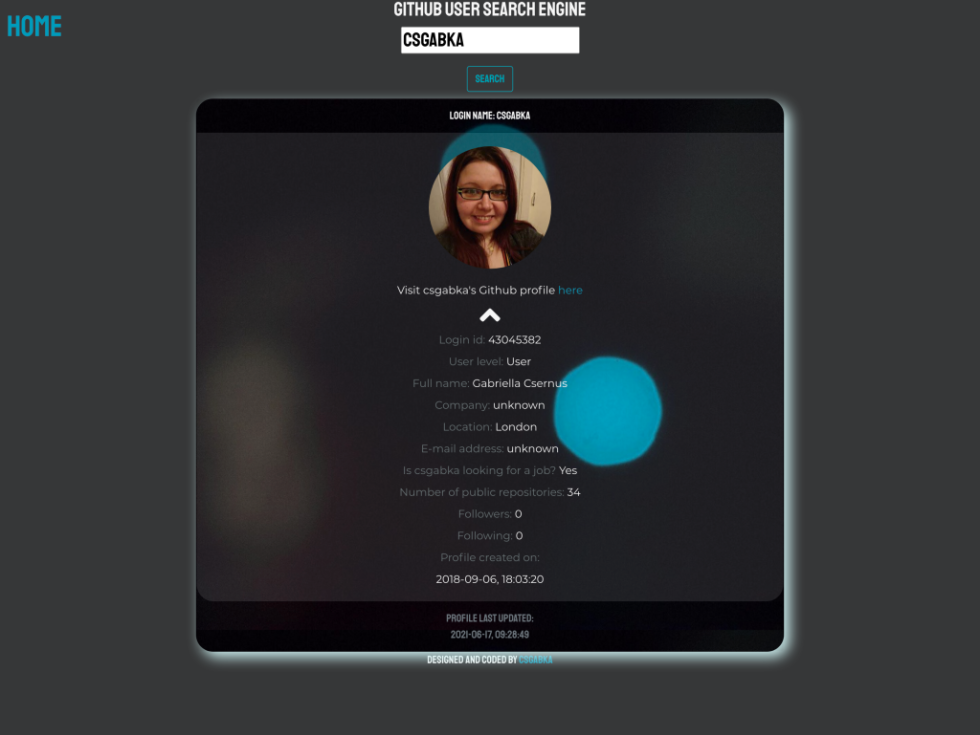 HOME
GITHUB USER SEARCH ENGINE
CSGABKA
SEARCH
LOGIN NAME: CSGABKA
Visit csgabka's Github profile here
Login id: 43045382
User level: User
Full name: Gabriella Csernus
Company: unknown
Location: London
E-mail address: unknown
Is csgabka looking for a job? Yes
Number of public repositories: 34
Followers: 0
Following: 0
Profile created on:
2018-09-06, 18:03:20
PROFILE LAST UPDATED:
2021-06-17, 09:28:49
DESIGNED AND CODED BY CSGABKA